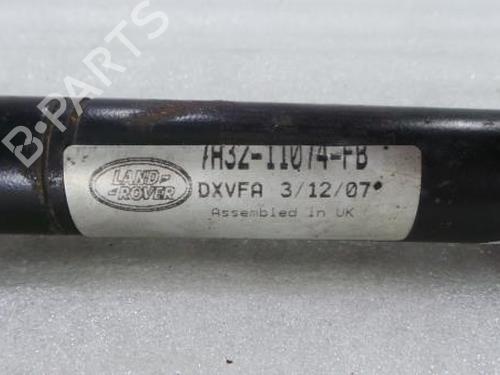 B-PARTS
7H32-11074-FB
LAND-
-ROVER
DXVFA 3/12/07
Assembled in UK